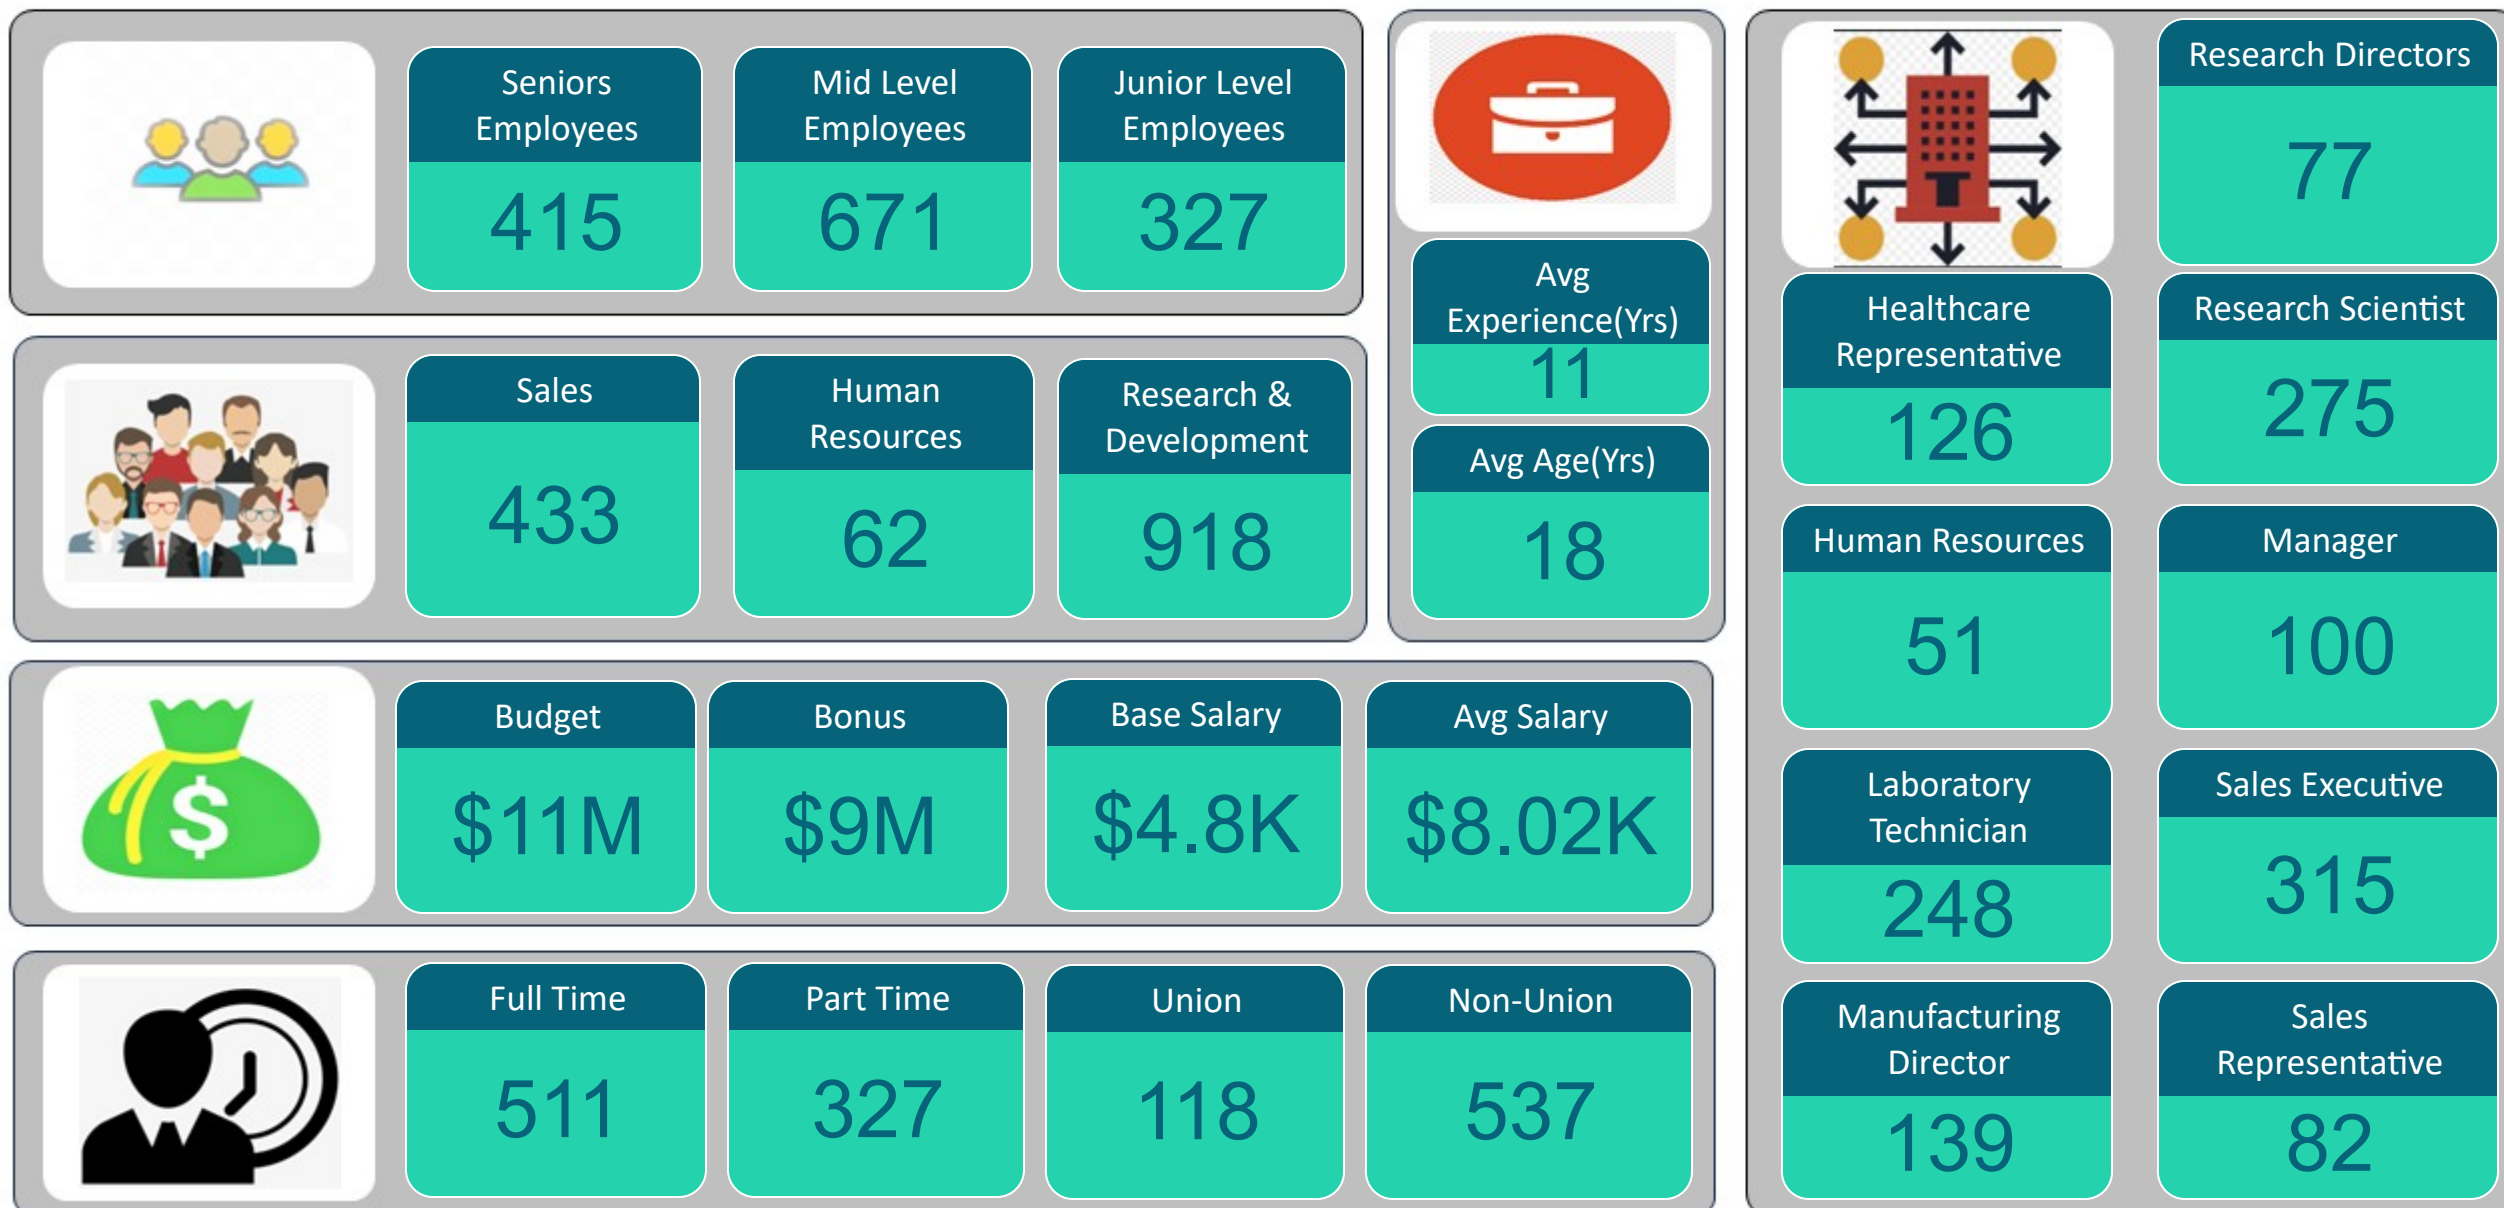 Seniors
Employees
415
Mid Level
Employees
671
Junior Level
Employees
327
Sales
433
Human
Resources
62
Research &
Development
918
Avg
Experience(Yrs)
11
Avg Age(Yrs)
18
Budget
$11M
Bonus
$9M
Base Salary
$4.8K
Avg Salary
$8.02K
Full Time
511
Part Time
327
Union
118
Non-Union
537
Research Directors
77
Healthcare
Representative
126
Research Scientist
275
Human Resources
51
Manager
100
Laboratory
Technician
248
Sales Executive
315
Manufacturing
Director
139
Sales
Representative
82